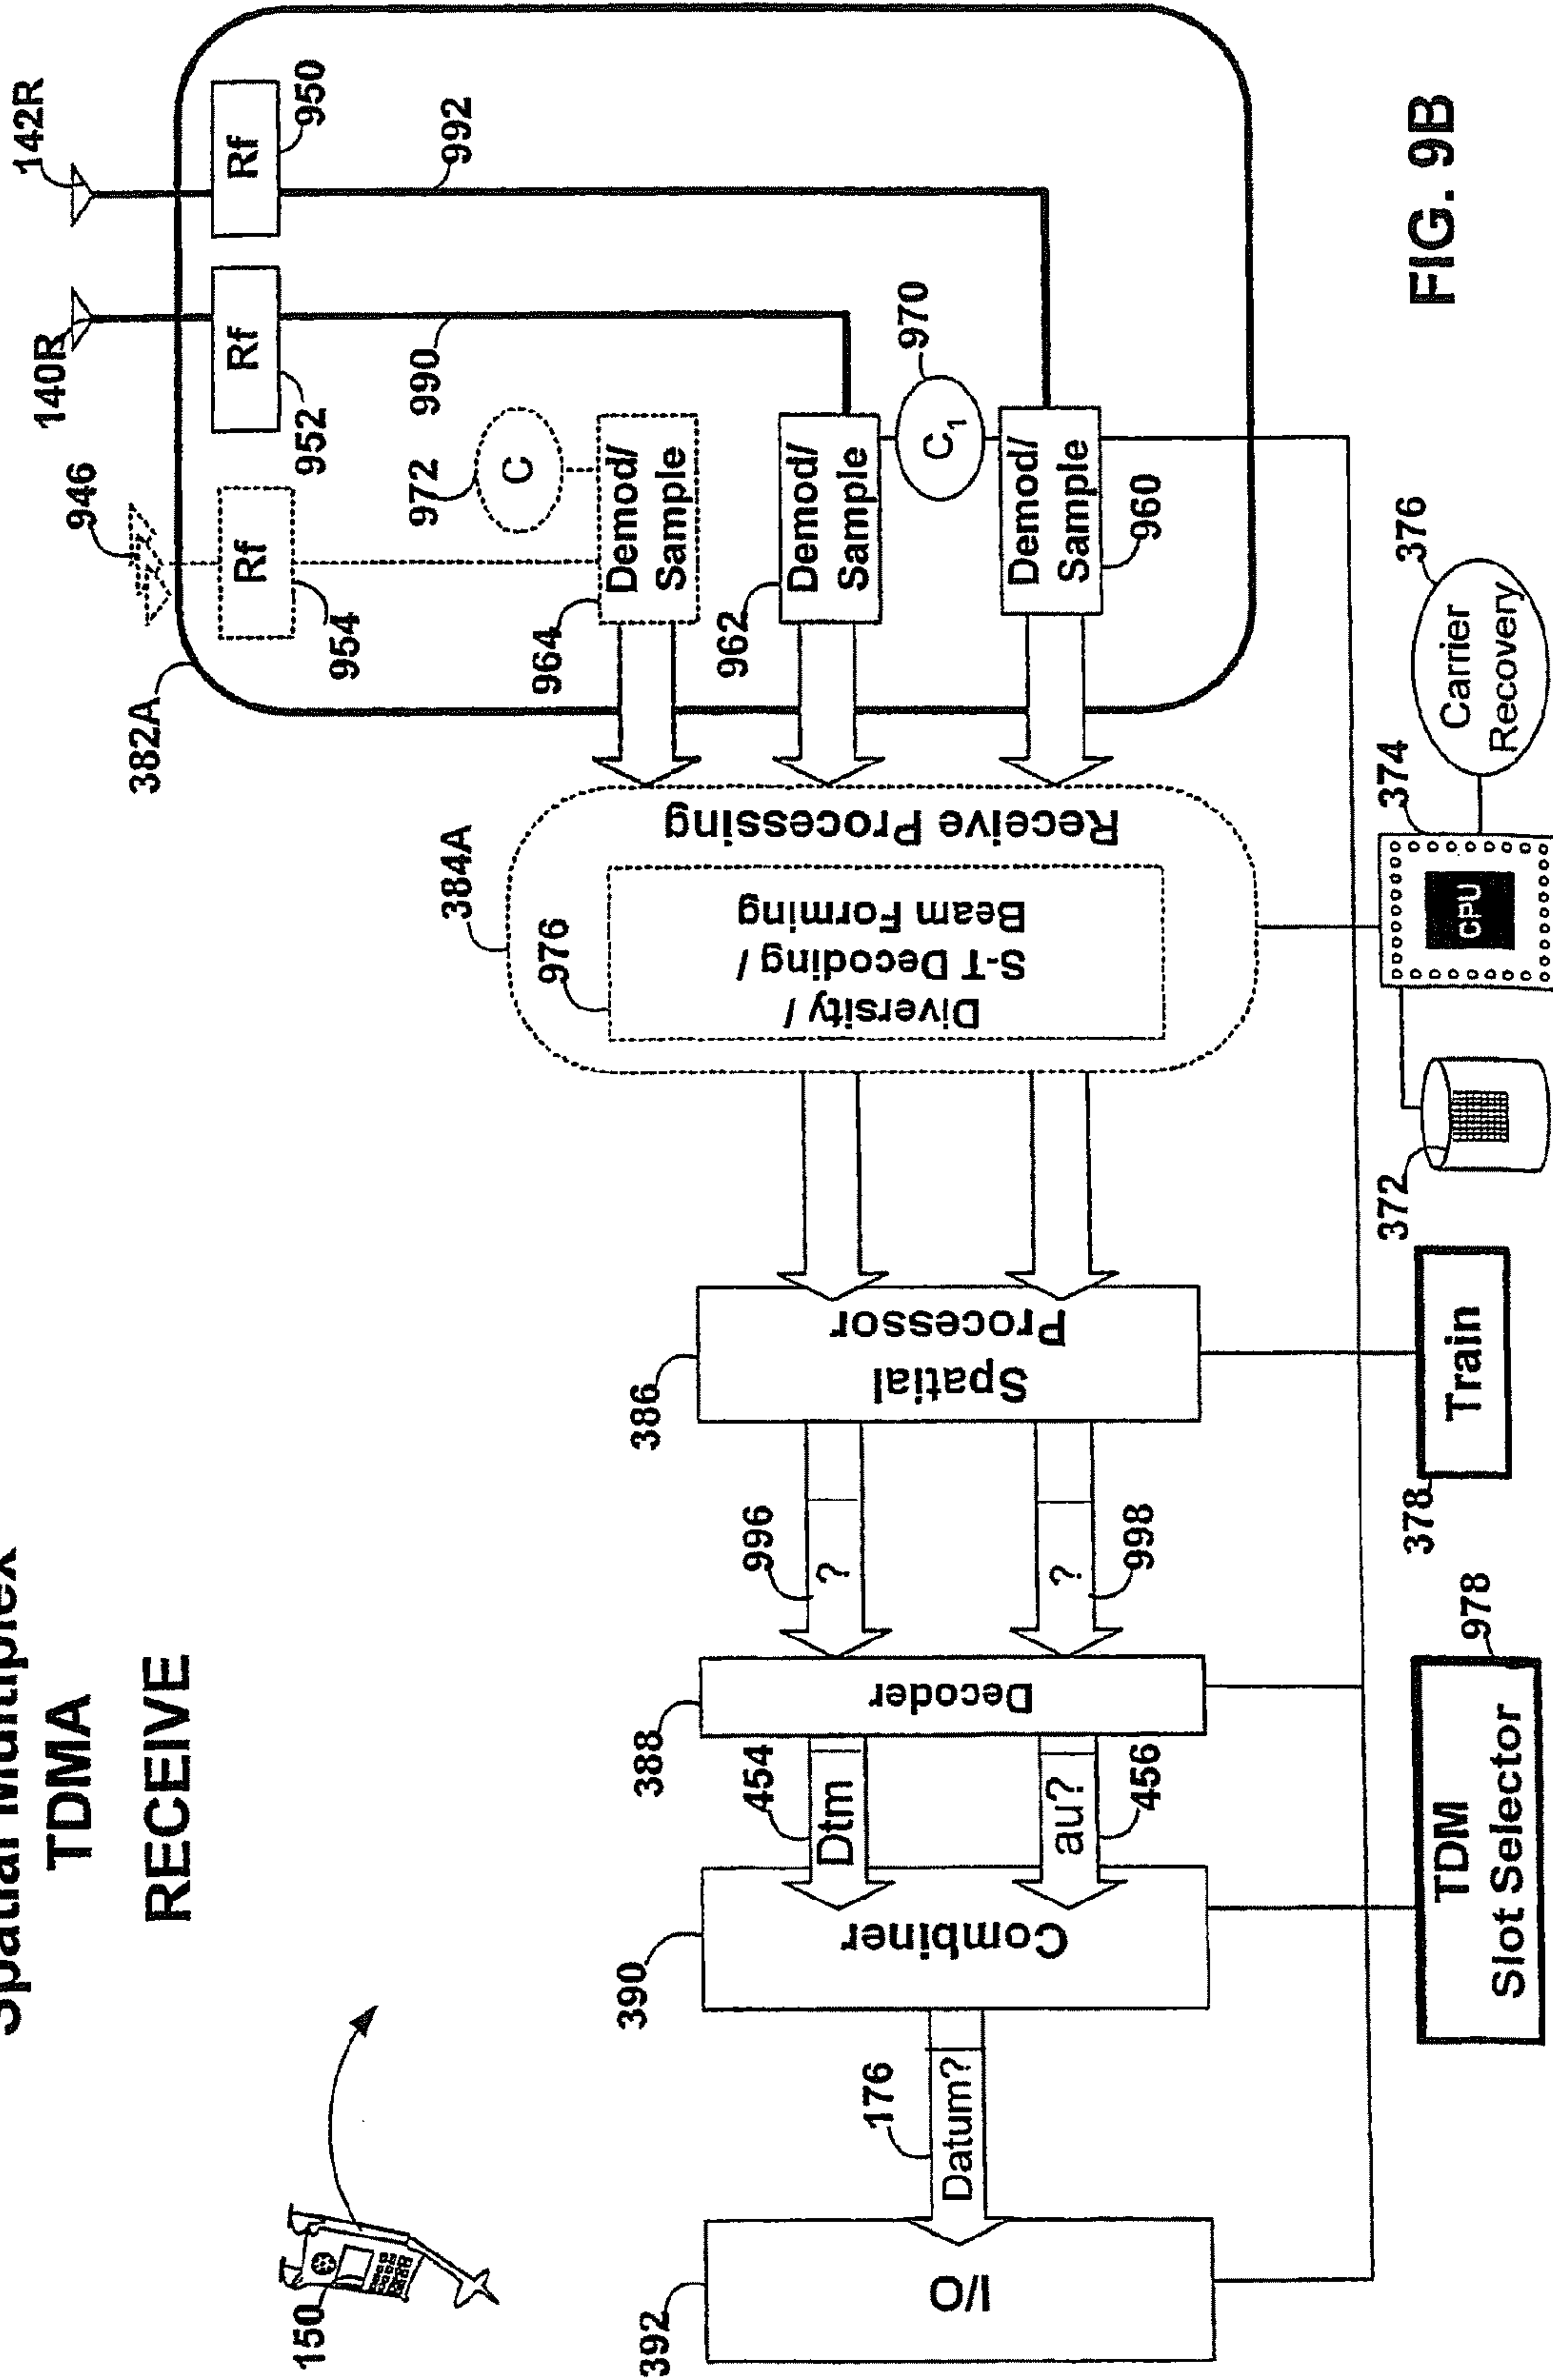 Spatial Multiplex
TDMA
RECEIVE
150
392
I/O
176
Datum?
390
Combiner
454
Dtm
au?
456
388
Decoder
996
?
?
998
386
Spatial
Processor
384A
976
Diversity /
S-T Decoding /
Beam Forming
Receive Processing
382A
946
Rf
954
140R
Rf
952
142R
Rf
950
972
C
990
992
964
Demod/
Sample
962
Demod/
Sample
970
C1
Demod/
Sample
960
TDM
Slot Selector
978
378
Train
372
374
CPU
376
Carrier
Recovery
FIG. 9B